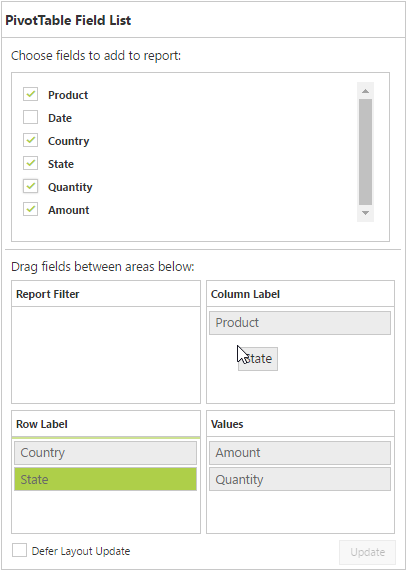 PivotTable Field List
Choose fields to add to report:
Product
Date
Country
State
Quantity
Amount
Drag fields between areas below:
Report Filter
Column Label
Product
State
Row Label
Values
Country
Amount
State
Quantity
Defer Layout Update
Update